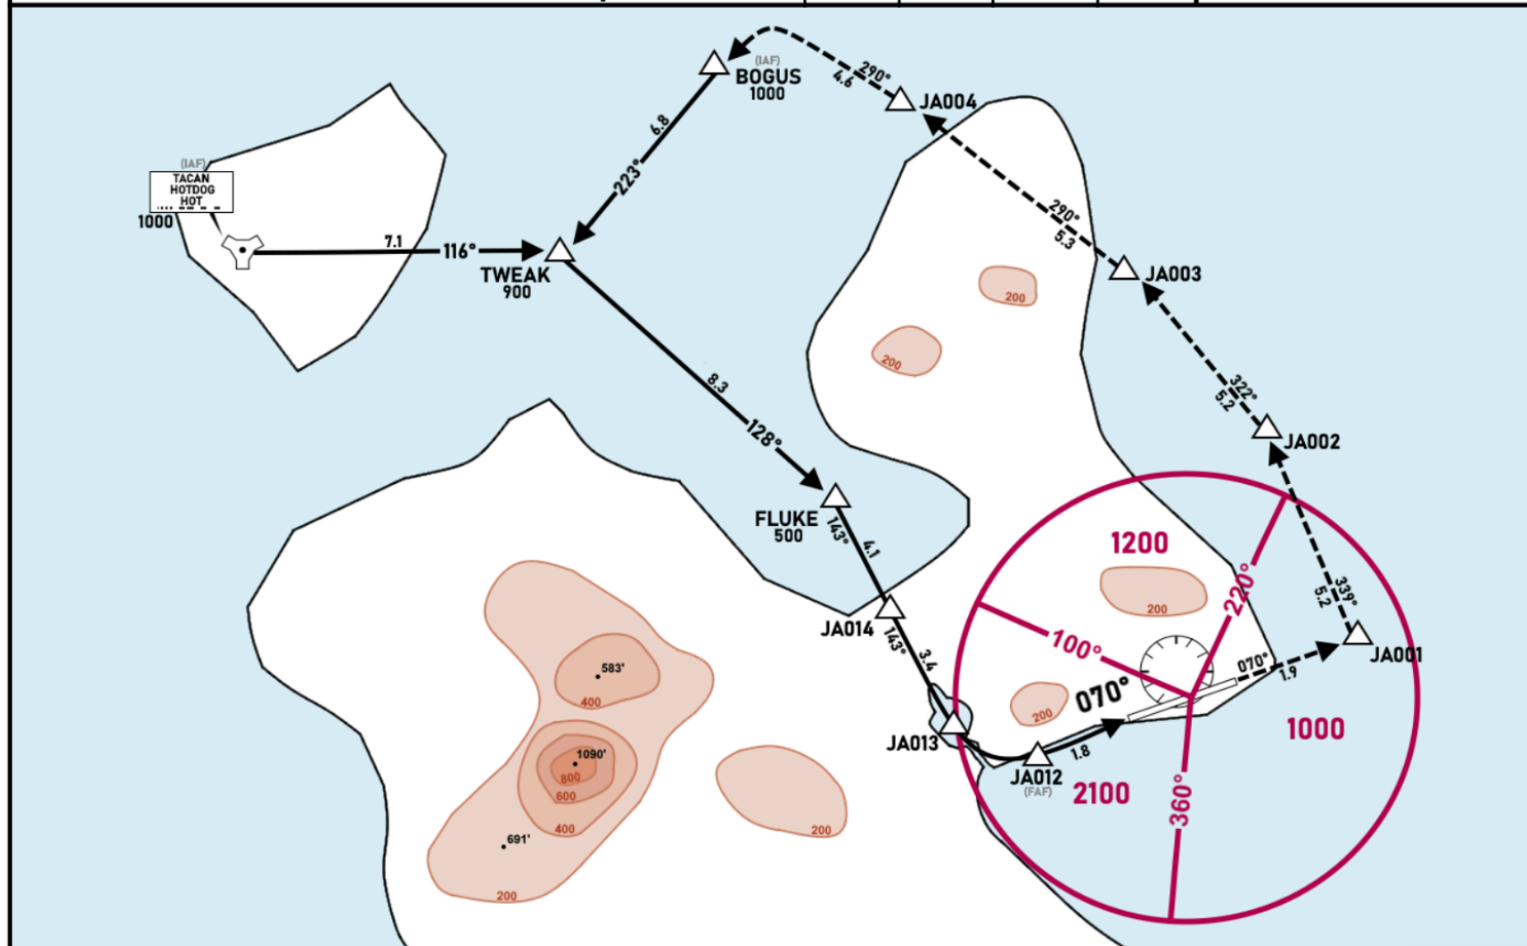 (IAF)
BOGUS
1000
290°
4.6
JA004
6.8
223°
(IAF)
TACAN
HOTDOG
HOT
1000
7.1
116°
TWEAK
900
290°
5.3
JA003
200
200
8.3
128°
322°
5.2
JA002
FLUKE
500
143°
4.1
1200
220°
200
339°
5.2
JA014
143°
3.4
100°
JA001
070°
1.9
583'
400
070°
200
JA013
1000
1.8
JA012
(FAF)
2100
360°
1090'
800
600
400
691'
200
200